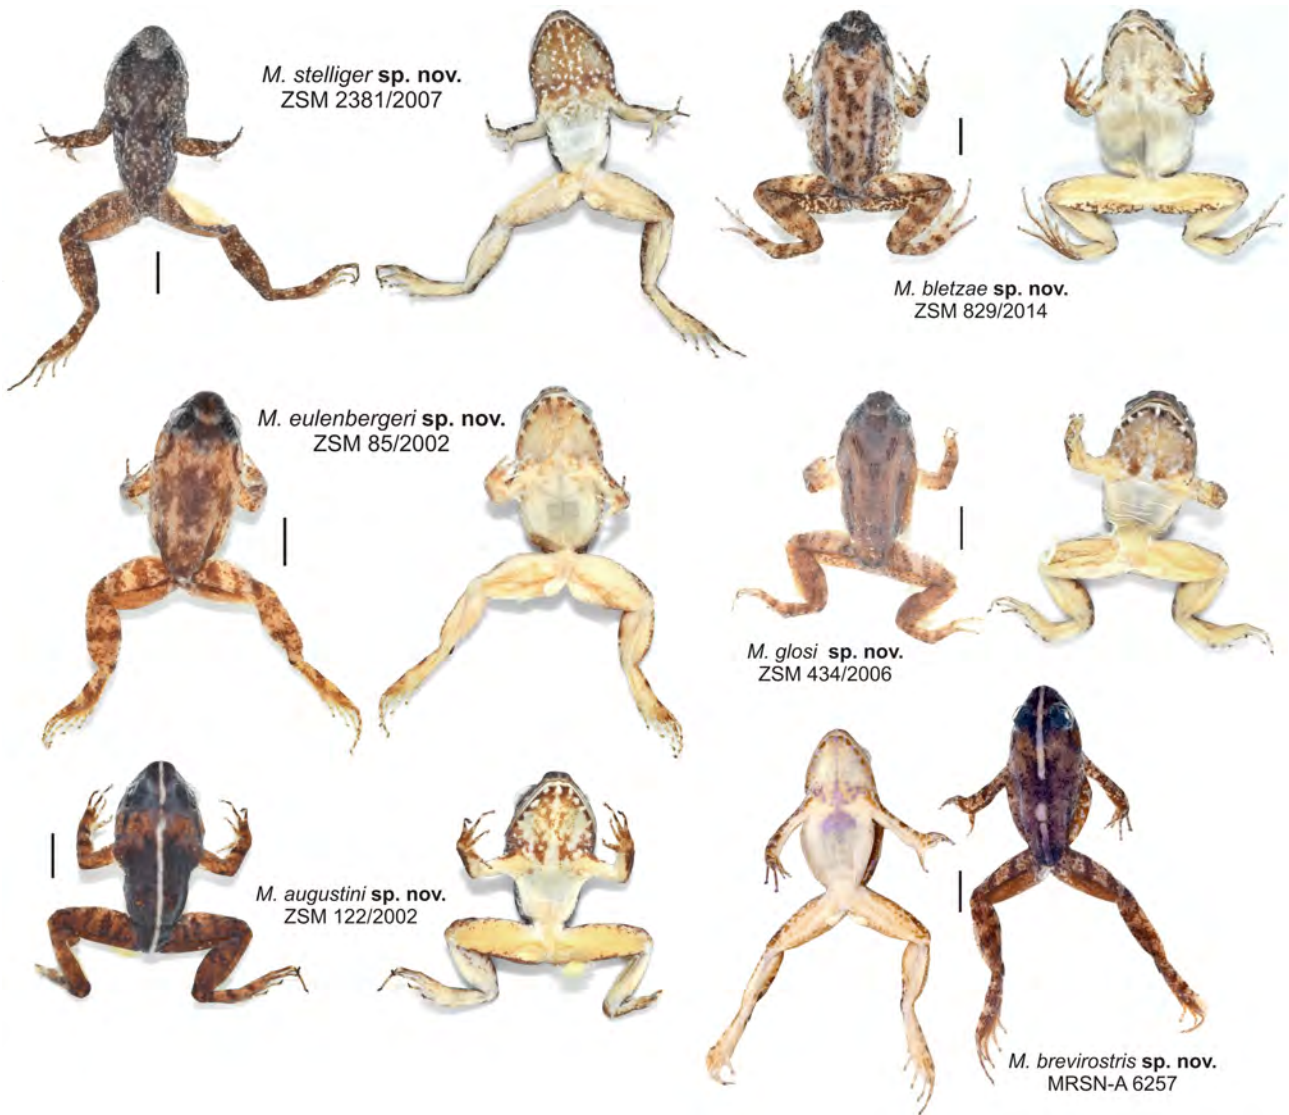 M. stelliger sp. nov.
ZSM 2381/2007
M. bletzae sp. nov.
ZSM 829/2014
M. eulenbergeri sp. nov.
ZSM 85/2002
M. glosi sp. nov.
ZSM 434/2006
M. augustini sp. nov.
ZSM 122/2002
M. brevirostris sp. nov.
MRSN-A 6257